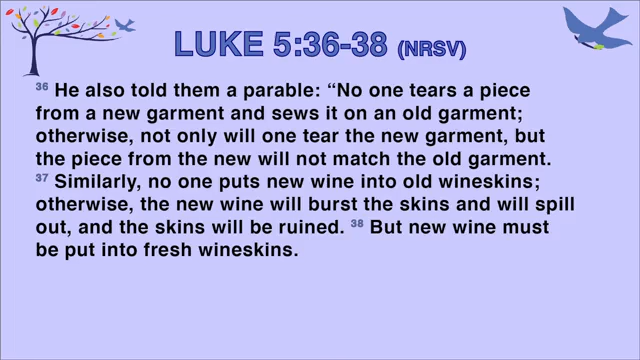 LUKE 5:36-38 (NRSV)
36 He also told them a parable: “No one tears a piece
from a new garment and sews it on an old garment;
otherwise, not only will one tear the new garment, but
the piece from the new will not match the old garment.
37 Similarly, no one puts new wine into old wineskins;
otherwise, the new wine will burst the skins and will spill
out, and the skins will be ruined. 38 But new wine must
be put into fresh wineskins.